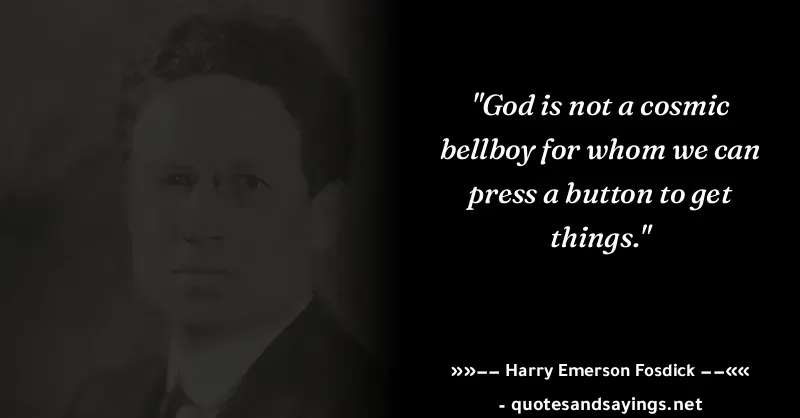 "God is not a cosmic
bellboy for whom we can
press a button to get
things."
»»−− Harry Emerson Fosdick −−««
- quotesandsayings.net